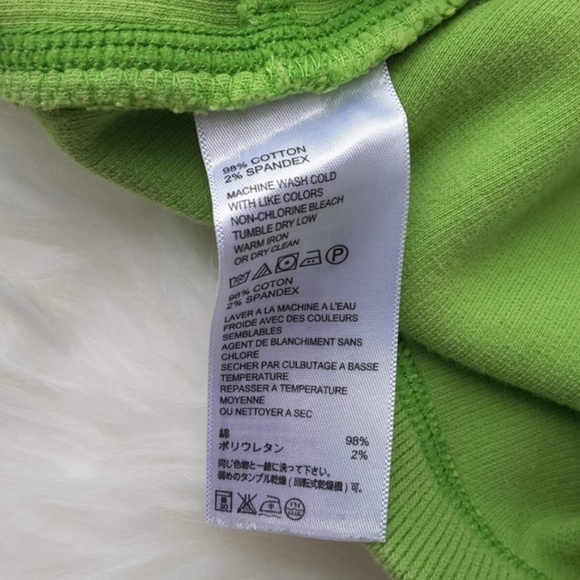 98% COTTON
2% SPANDEX
MACHINE WASH COLD
WITH LIKE COLORS
NON-CHLORINE BLEACH
TUMBLE DRY LOW
WARM IRON
OR DRY CLEAN
P
98% COTON
2% SPANDEX
LAVER A LA MACHINE A L'EAU
FROIDE AVEC DES COULEURS
SEMBLABLES
AGENT DE BLANCHIMENT SANS
CHLORE
SECHER PAR CULBUTAGE A BASSE
TEMPERATURE
REPASSER A TEMPERATURE
MOYENNE
OU NETTOYER A SEC
綿 98%
ポリウレタン 2%
同じ色物と一緒に洗って下さい。
弱めのタンブル乾燥(回転式乾燥機)可。